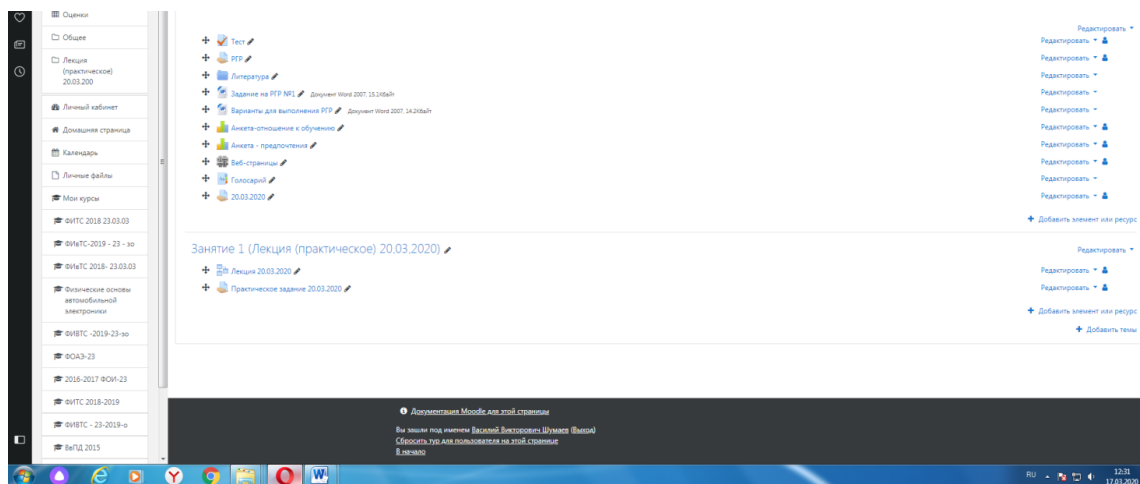 Оценки
Общее
Лекция
(практическое)
20.03.200
Личный кабинет
Домашняя страница
Календарь
Личные файлы
Мои курсы
ФИТС 2018 23.03.03
ФИвТС-2019 - 23 - зо
ФИвТС 2018- 23.03.03
Физические основы
автомобильной
электроники
ФИВТС -2019-23-зо
ФОАЭ-23
2016-2017 ФОИ-23
ФИТС 2018-2019
ФИВТС - 23-2019-о
ВеПД 2015
Редактировать
Тест Редактировать
РГР Редактировать
Литература Редактировать
Задание на РГР №1 Документ Word 2007, 15.1Кбайт Редактировать
Варианты для выполнения РГР Документ Word 2007, 14.2Кбайт Редактировать
Анкета-отношение к обучению Редактировать
Анкета - предпочтения Редактировать
Веб-страницы Редактировать
Голосарий Редактировать
20.03.2020 Редактировать
Добавить элемент или ресурс
Занятие 1 (Лекция (практическое) 20.03.2020) Редактировать
Лекция 20.03.2020 Редактировать
Практическое задание 20.03.2020 Редактировать
Добавить элемент или ресурс
Добавить темы
Документация Moodle для этой страницы
Вы зашли под именем Василий Викторович Шумаев (Выход)
Сбросить тур для пользователя на этой странице
В начало
RU 12:31
17.03.2020